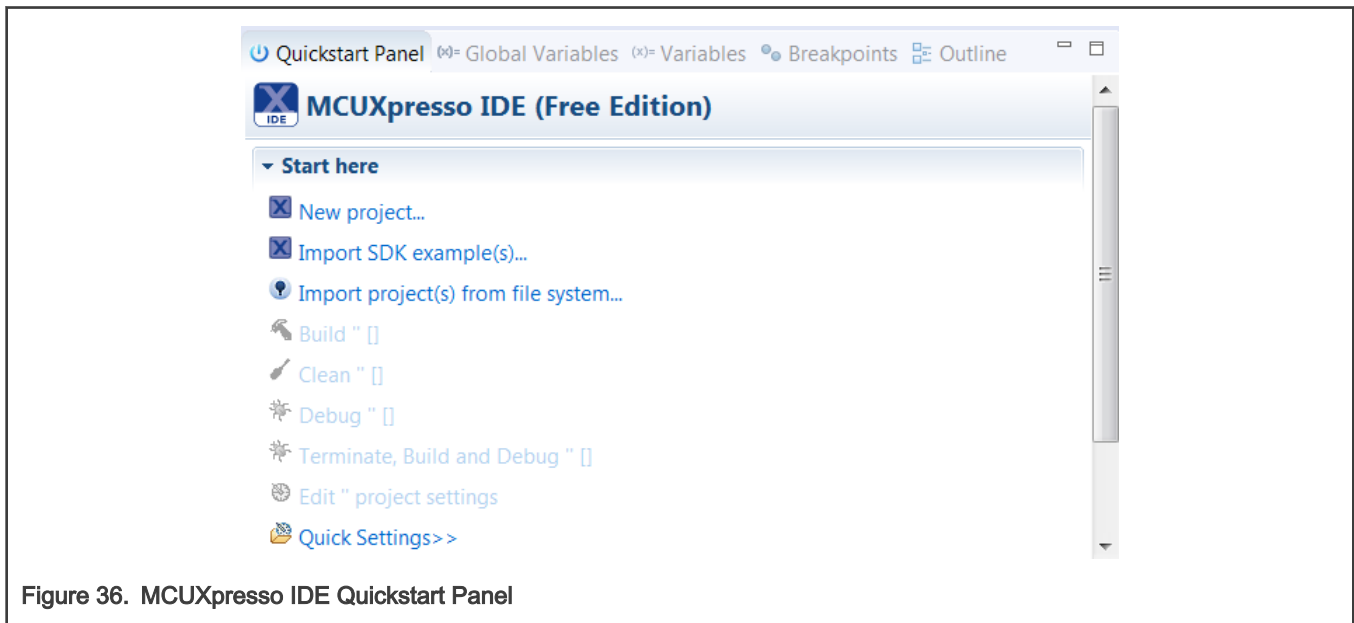 Quickstart Panel (x)= Global Variables (x)= Variables Breakpoints Outline
IDE MCUXpresso IDE (Free Edition)
Start here
New project...
Import SDK example(s)...
Import project(s) from file system...
Build '' []
Clean '' []
Debug '' []
Terminate, Build and Debug '' []
Edit '' project settings
Quick Settings>>
Figure 36. MCUXpresso IDE Quickstart Panel